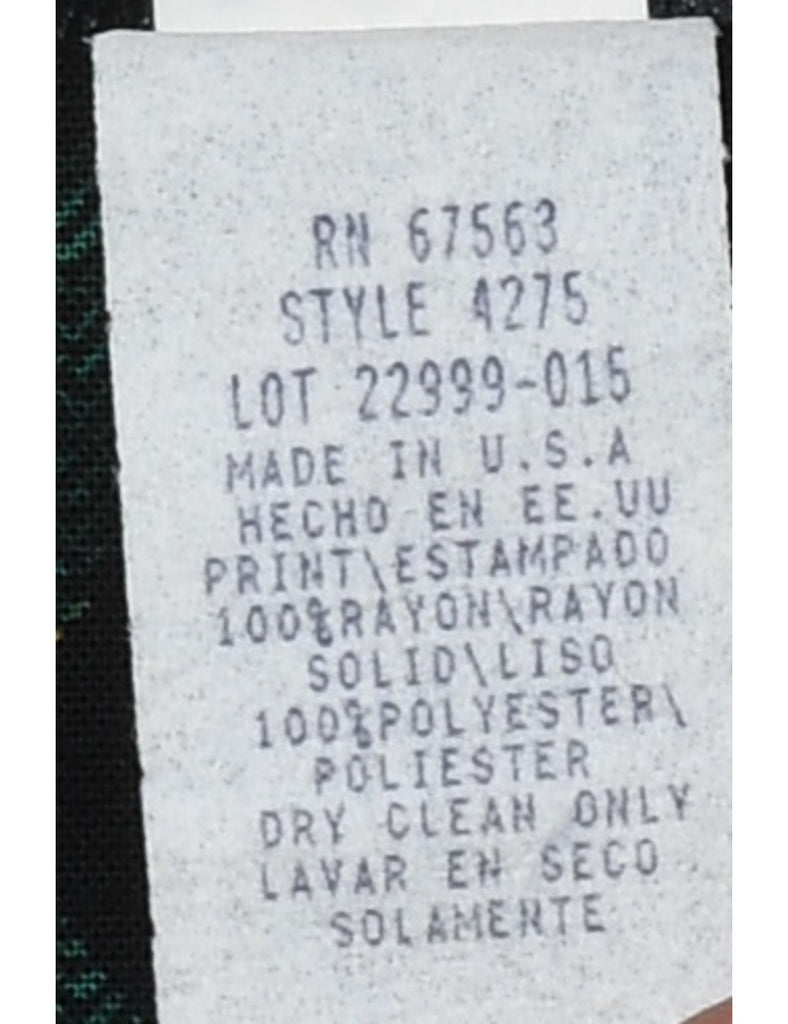 RN 67563
STYLE 4275
LOT 22999-015
MADE IN U.S.A
HECHO EN EE.UU
PRINT\ESTAMPADO
100%RAYON\RAYON
SOLID\LISO
100%POLYESTER\
POLIESTER
DRY CLEAN ONLY
LAVAR EN SECO
SOLAMENTE